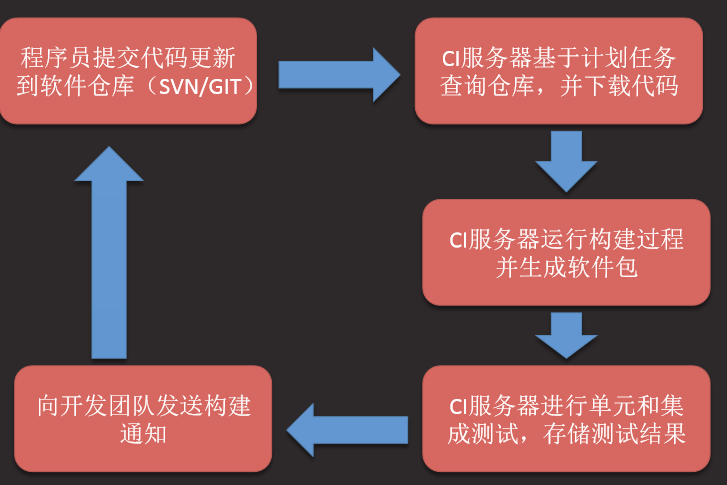 程序员提交代码更新
到软件仓库（SVN/GIT）
CI服务器基于计划任务
查询仓库，并下载代码
CI服务器运行构建过程
并生成软件包
CI服务器进行单元和集
成测试，存储测试结果
向开发团队发送构建
通知